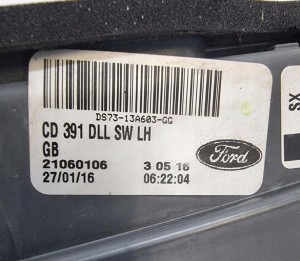 DS73-13A603-GG
CD 391 DLL SW LH
GB
21060106 3 05 16
27/01/16 06:22:04
Ford
SX